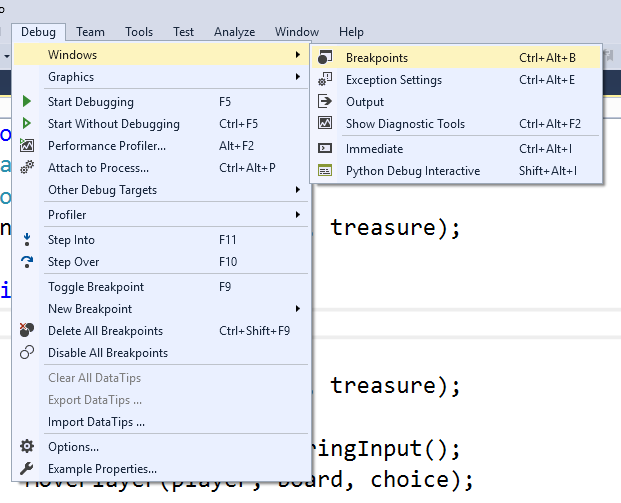 Debug Team Tools Test Analyze Window Help
Windows
Graphics
Start Debugging F5
Start Without Debugging Ctrl+F5
Performance Profiler... Alt+F2
Attach to Process... Ctrl+Alt+P
Other Debug Targets
Profiler
Step Into F11
Step Over F10
Toggle Breakpoint F9
New Breakpoint
Delete All Breakpoints Ctrl+Shift+F9
Disable All Breakpoints
Clear All DataTips
Export DataTips ...
Import DataTips ...
Options...
Example Properties...
Breakpoints Ctrl+Alt+B
Exception Settings Ctrl+Alt+E
Output
Show Diagnostic Tools Ctrl+Alt+F2
Immediate Ctrl+Alt+I
Python Debug Interactive Shift+Alt+I
treasure);
treasure);
ringInput();
MovePlayer(player, board, choice);